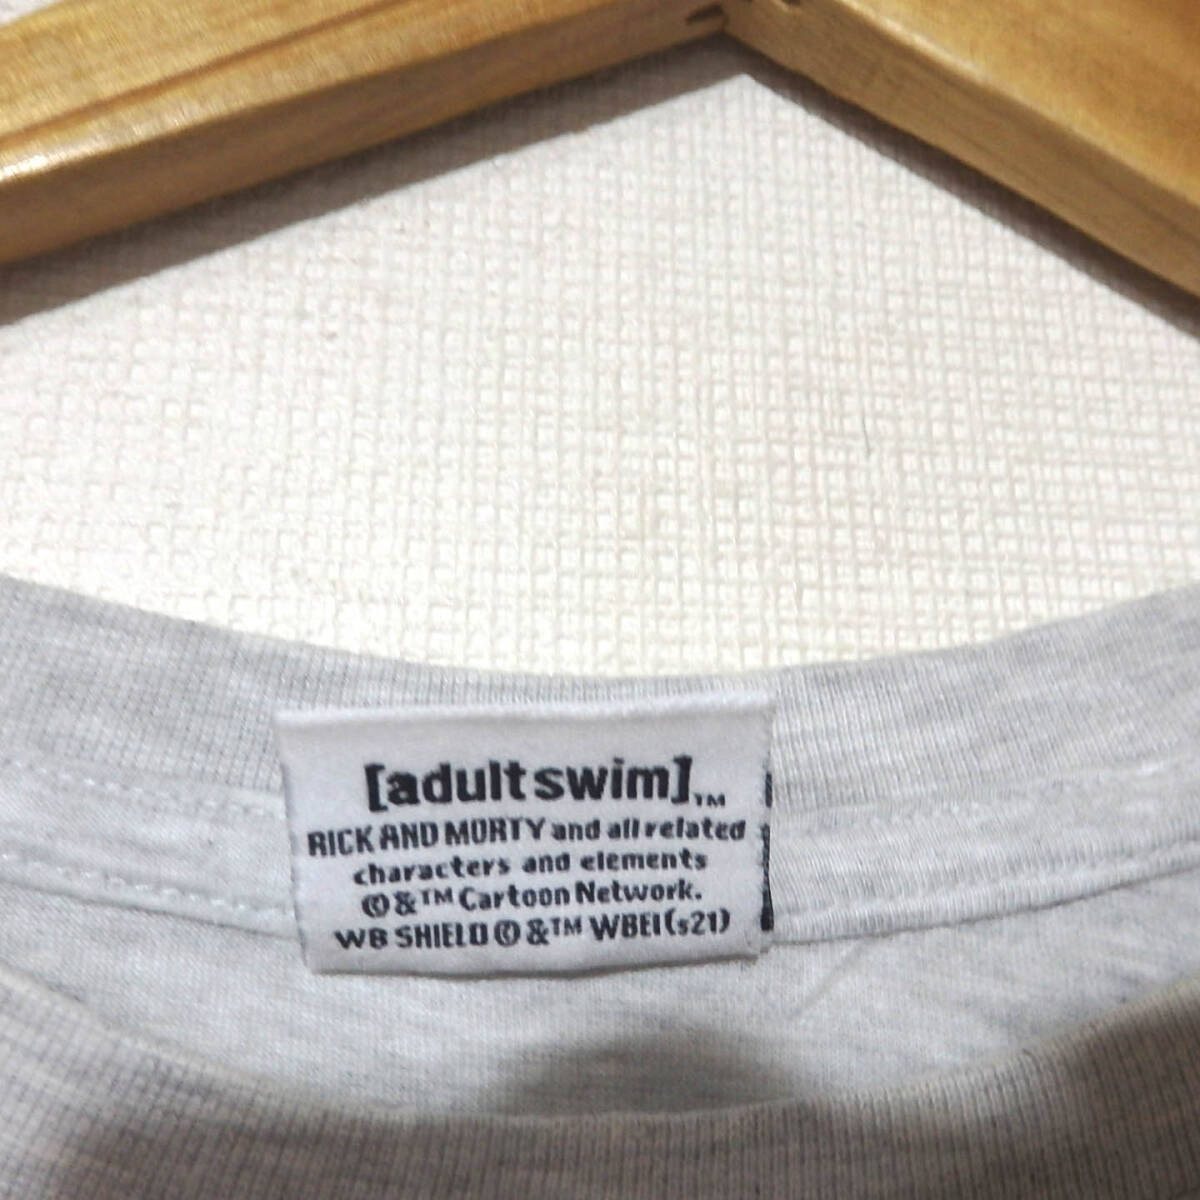 [adult swim]™
RICK AND MORTY and all related
characters and elements
©&™ Cartoon Network.
WB SHIELD ©&™ WBEI(s21)